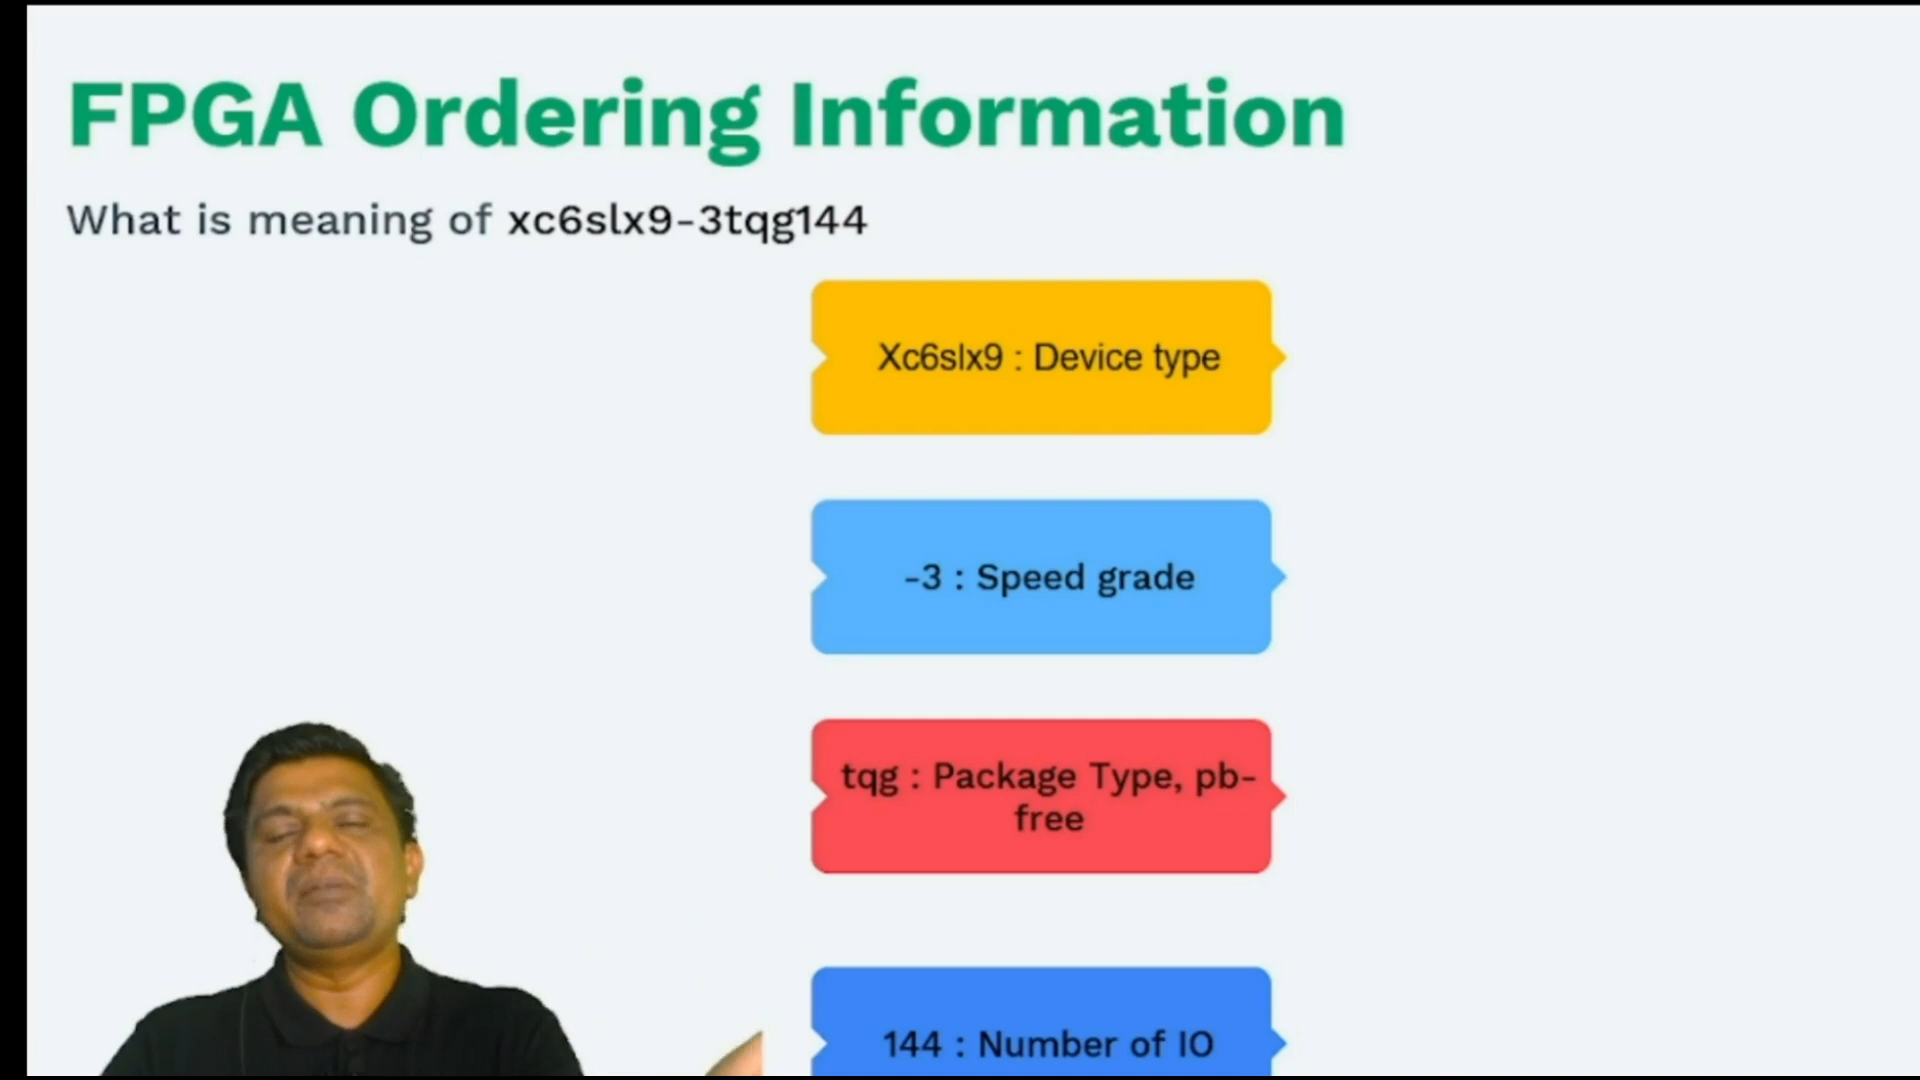 FPGA Ordering Information
What is meaning of xc6slx9-3tqg144
Xc6slx9 : Device type
-3 : Speed grade
tqg : Package Type, pb-
free
144 : Number of IO